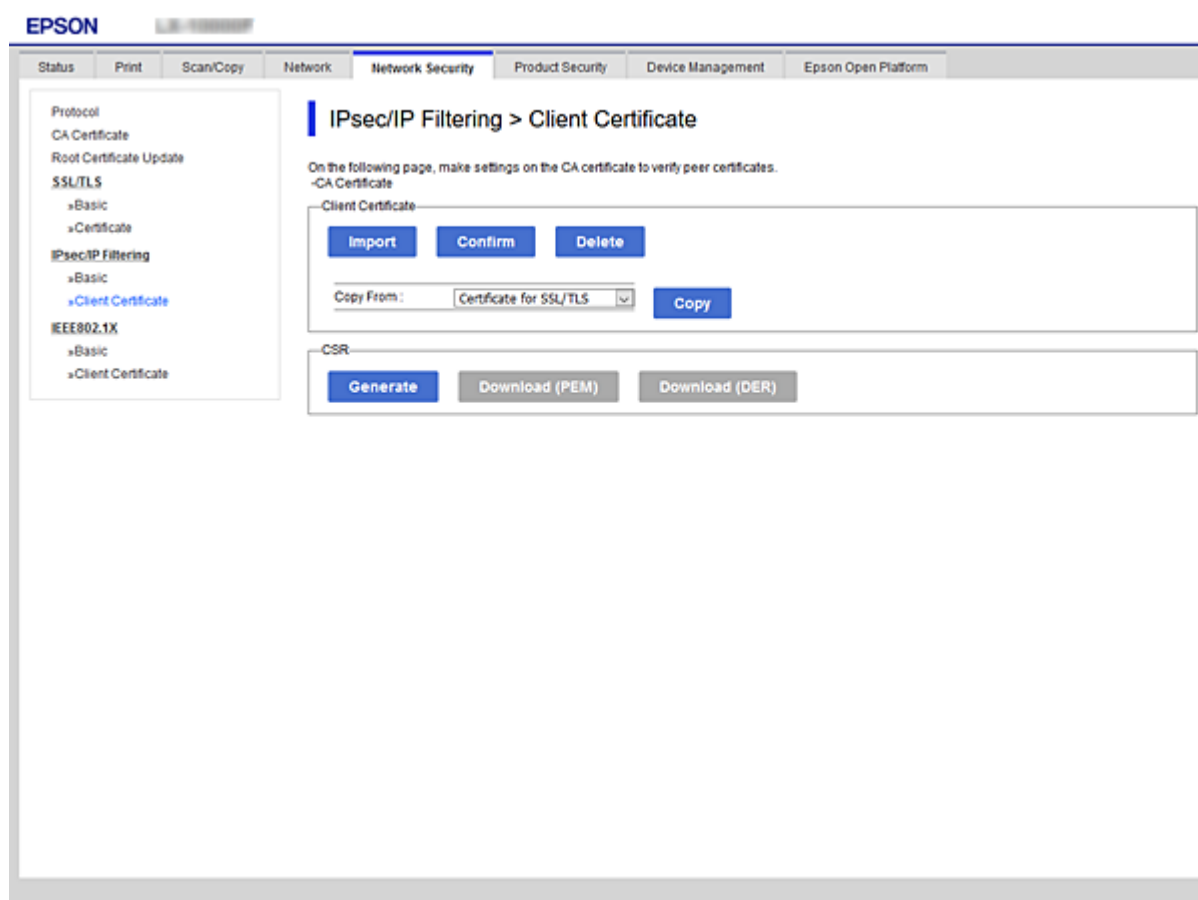 EPSON
Status Print Scan/Copy Network Network Security Product Security Device Management Epson Open Platform
Protocol
CA Certificate
Root Certificate Update
SSL/TLS
»Basic
»Certificate
IPsec/IP Filtering
»Basic
»Client Certificate
IEEE802.1X
»Basic
»Client Certificate
IPsec/IP Filtering > Client Certificate
On the following page, make settings on the CA certificate to verify peer certificates.
-CA Certificate
Client Certificate
Import Confirm Delete
Copy From : Certificate for SSL/TLS Copy
CSR
Generate Download (PEM) Download (DER)